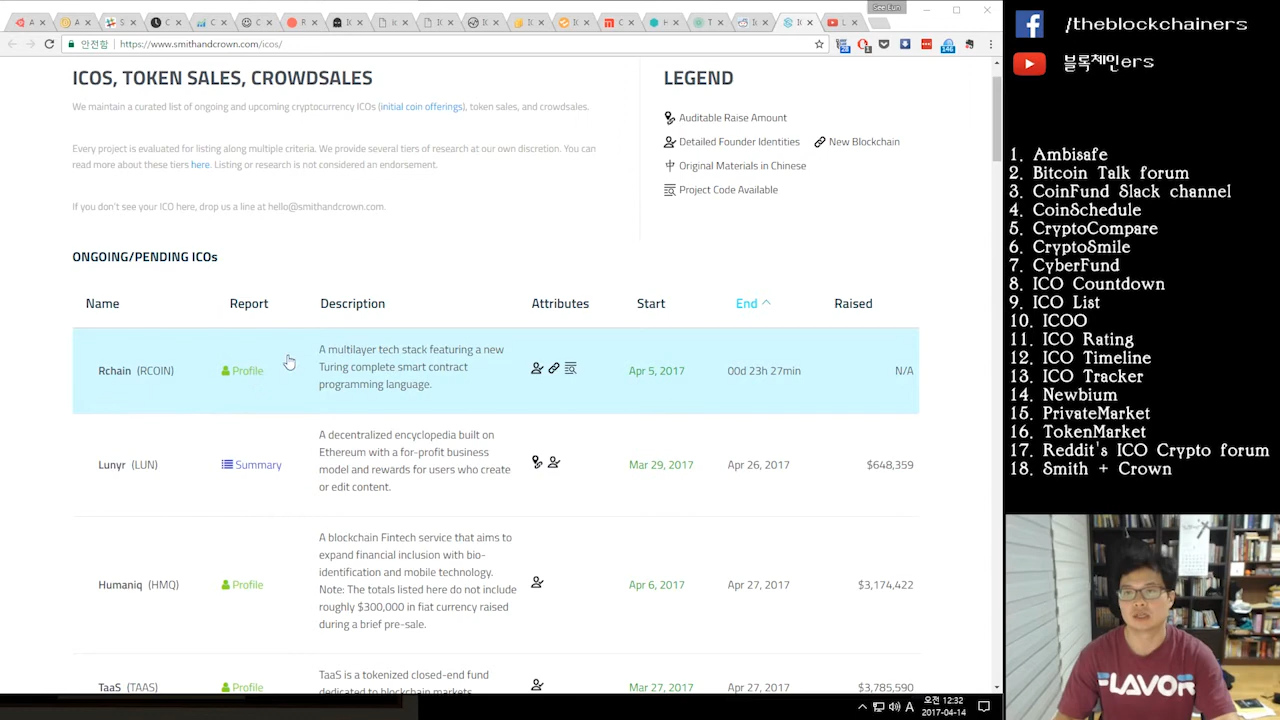 See Eun
안전함
https://www.smithandcrown.com/icos/
ICOS, TOKEN SALES, CROWDSALES
We maintain a curated list of ongoing and upcoming cryptocurrency ICOs (initial coin offerings), token sales, and crowdsales.
Every project is evaluated for listing along multiple criteria. We provide several tiers of research at our own discretion. You can
read more about these tiers here. Listing or research is not considered an endorsement.
If you don't see your ICO here, drop us a line at hello@smithandcrown.com.
LEGEND
Auditable Raise Amount
Detailed Founder Identities
New Blockchain
Original Materials in Chinese
Project Code Available
ONGOING/PENDING ICOs
Name Report Description Attributes Start End Raised
Rchain (RCOIN)
Profile
A multilayer tech stack featuring a new
Turing complete smart contract
programming language.
Apr 5, 2017
00d 23h 27min
N/A
Lunyr (LUN)
Summary
A decentralized encyclopedia built on
Ethereum with a for-profit business
model and rewards for users who create
or edit content.
Mar 29, 2017
Apr 26, 2017
$648,359
Humaniq (HMQ)
Profile
A blockchain Fintech service that aims to
expand financial inclusion with bio-
identification and mobile technology.
Note: The totals listed here do not include
roughly $300,000 in fiat currency raised
during a brief pre-sale.
Apr 6, 2017
Apr 27, 2017
$3,174,422
TaaS (TAAS)
Profile
TaaS is a tokenized closed-end fund
dedicated to blockchain markets
Mar 27, 2017
Apr 27, 2017
$3,785,590
A
오전 12:32
2017-04-14
/theblockchainers
블록체인ers
1. Ambisafe
2. Bitcoin Talk forum
3. CoinFund Slack channel
4. CoinSchedule
5. CryptoCompare
6. CryptoSmile
7. CyberFund
8. ICO Countdown
9. ICO List
10. ICOO
11. ICO Rating
12. ICO Timeline
13. ICO Tracker
14. Newbium
15. PrivateMarket
16. TokenMarket
17. Reddit's ICO Crypto forum
18. Smith + Crown
FLAVOR